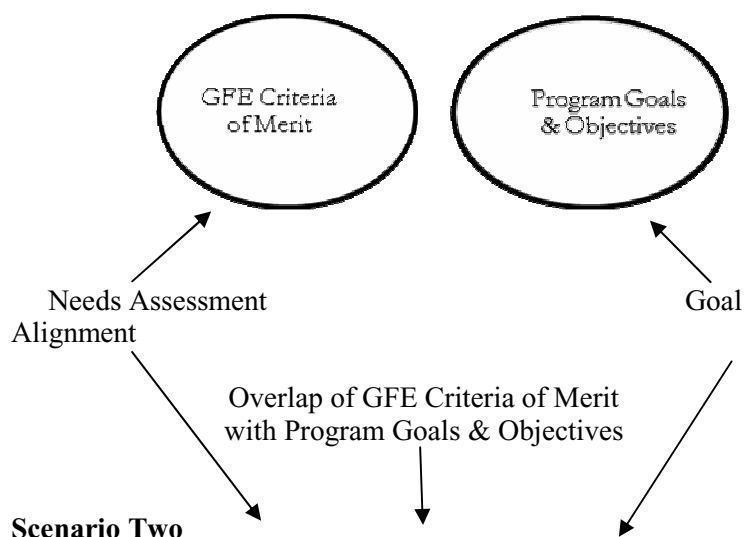 GFE Criteria
of Merit
Program Goals
& Objectives
Needs Assessment Goal
Alignment
Overlap of GFE Criteria of Merit
with Program Goals & Objectives
Scenario Two